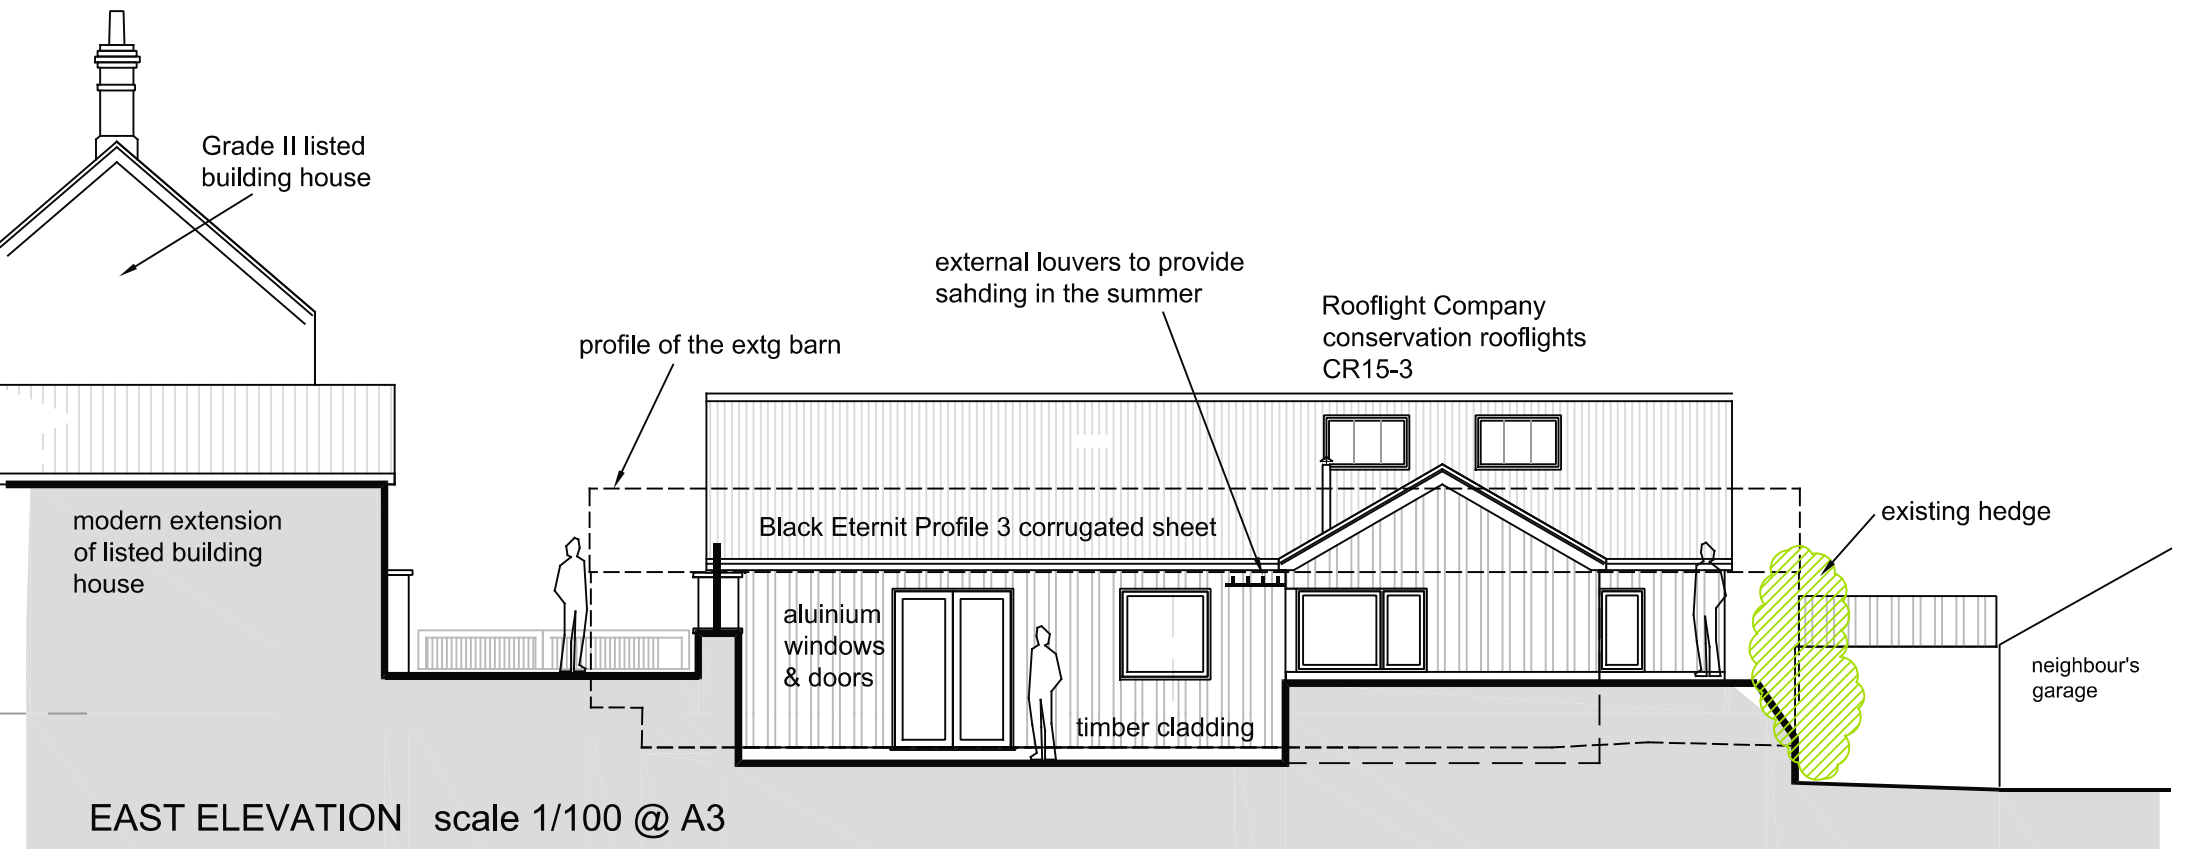 Grade II listed
building house
external louvers to provide
sahding in the summer
Rooflight Company
conservation rooflights
CR15-3
profile of the extg barn
modern extension
of listed building
house
Black Eternit Profile 3 corrugated sheet
existing hedge
aluinium
windows
& doors
timber cladding
neighbour's
garage
EAST ELEVATION scale 1/100 @ A3